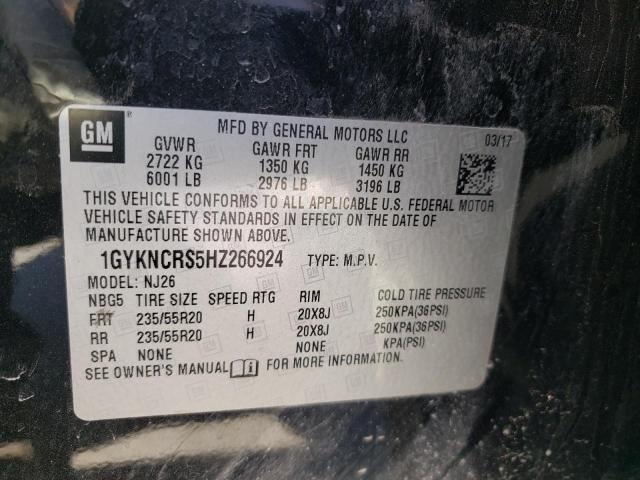 GM ®
MFD BY GENERAL MOTORS LLC
03/17
GVWR GAWR FRT GAWR RR
2722 KG 1350 KG 1450 KG
6001 LB 2976 LB 3196 LB
THIS VEHICLE CONFORMS TO ALL APPLICABLE U.S. FEDERAL MOTOR
VEHICLE SAFETY STANDARDS IN EFFECT ON THE DATE OF
MANUFACTURE SHOWN ABOVE.
1GYKNCRS5HZ266924 TYPE: M.P.V.
MODEL: NJ26
NBG5 TIRE SIZE SPEED RTG RIM COLD TIRE PRESSURE
FRT 235/55R20 H 20X8J 250KPA(36PSI)
RR 235/55R20 H 20X8J 250KPA(36PSI)
SPA NONE NONE KPA(PSI)
SEE OWNER'S MANUAL i FOR MORE INFORMATION.